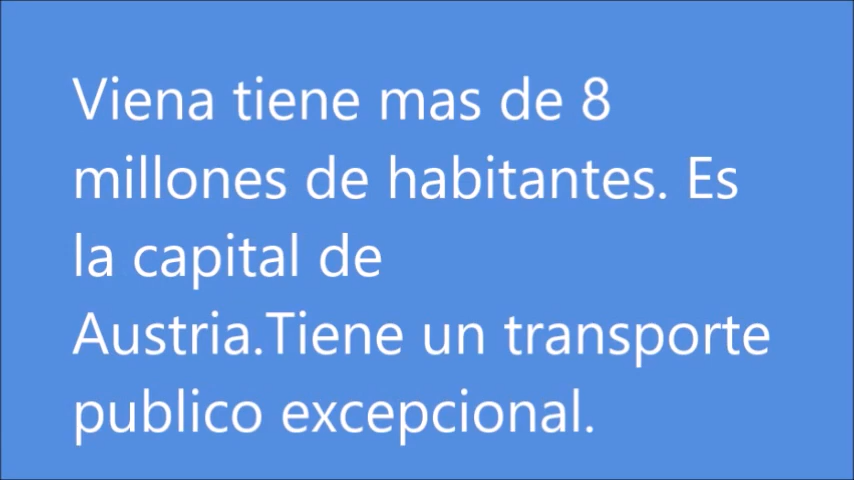 Viena tiene mas de 8
millones de habitantes. Es
la capital de
Austria.Tiene un transporte
publico excepcional.